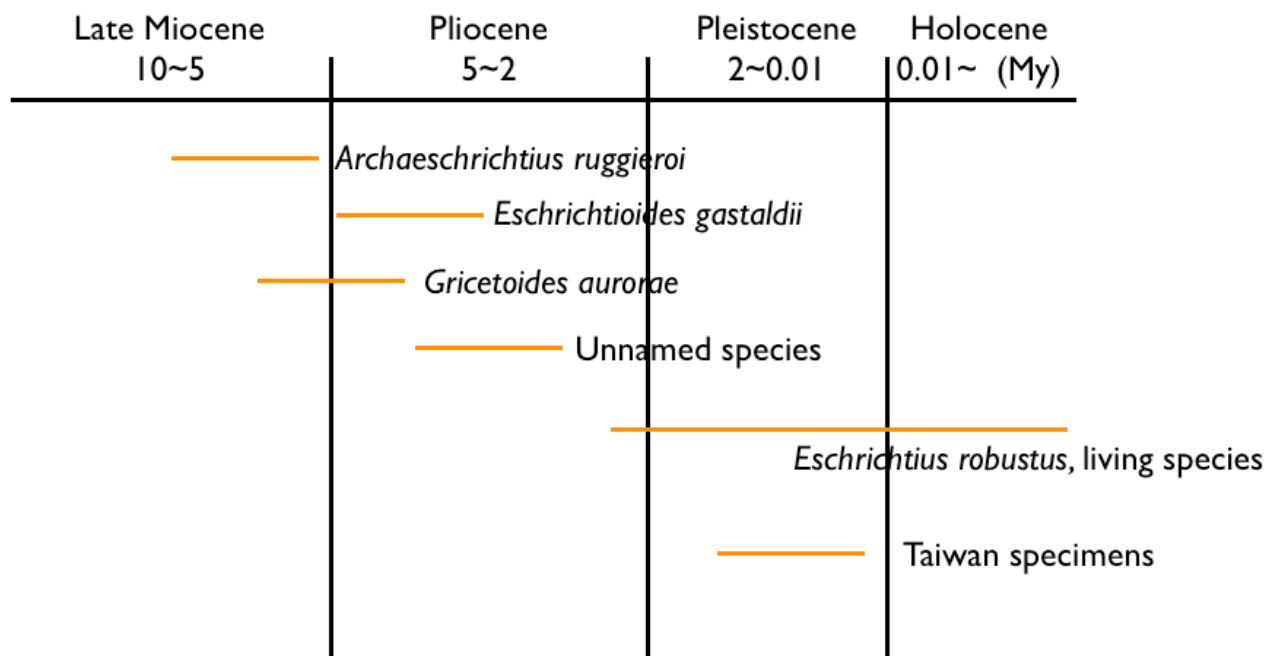 Late Miocene Pliocene Pleistocene Holocene
10~5 5~2 2~0.01 0.01~ (My)
Archaeschrichtius ruggieroi
Eschrichtioides gastaldii
Gricetoides aurorae
Unnamed species
Eschrichtius robustus, living species
Taiwan specimens